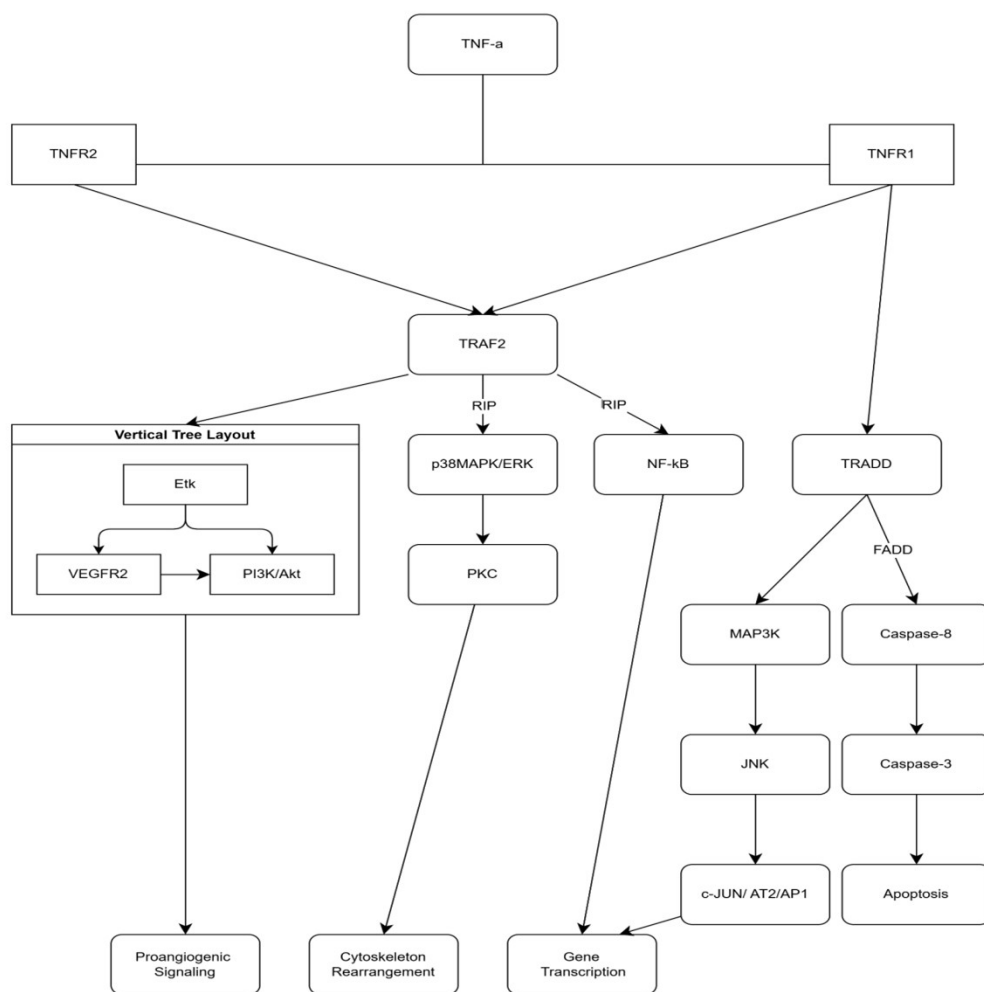 TNF-a
TNFR2
TNFR1
TRAF2
RIP
RIP
Vertical Tree Layout
Etk
VEGFR2
PI3K/Akt
p38MAPK/ERK
NF-kB
TRADD
PKC
FADD
MAP3K
Caspase-8
JNK
Caspase-3
c-JUN/ AT2/AP1
Apoptosis
Proangiogenic
Signaling
Cytoskeleton
Rearrangement
Gene
Transcription